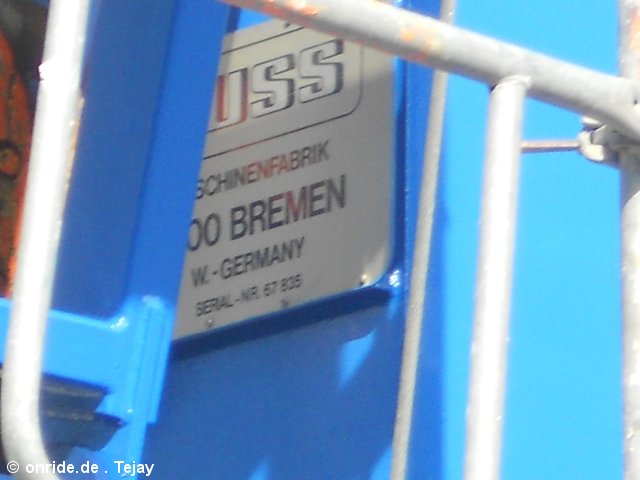 USS
SCHINENFABRIK
00 BREMEN
W.-GERMANY
SERIAL-NR. 67 835
© onride.de . Tejay